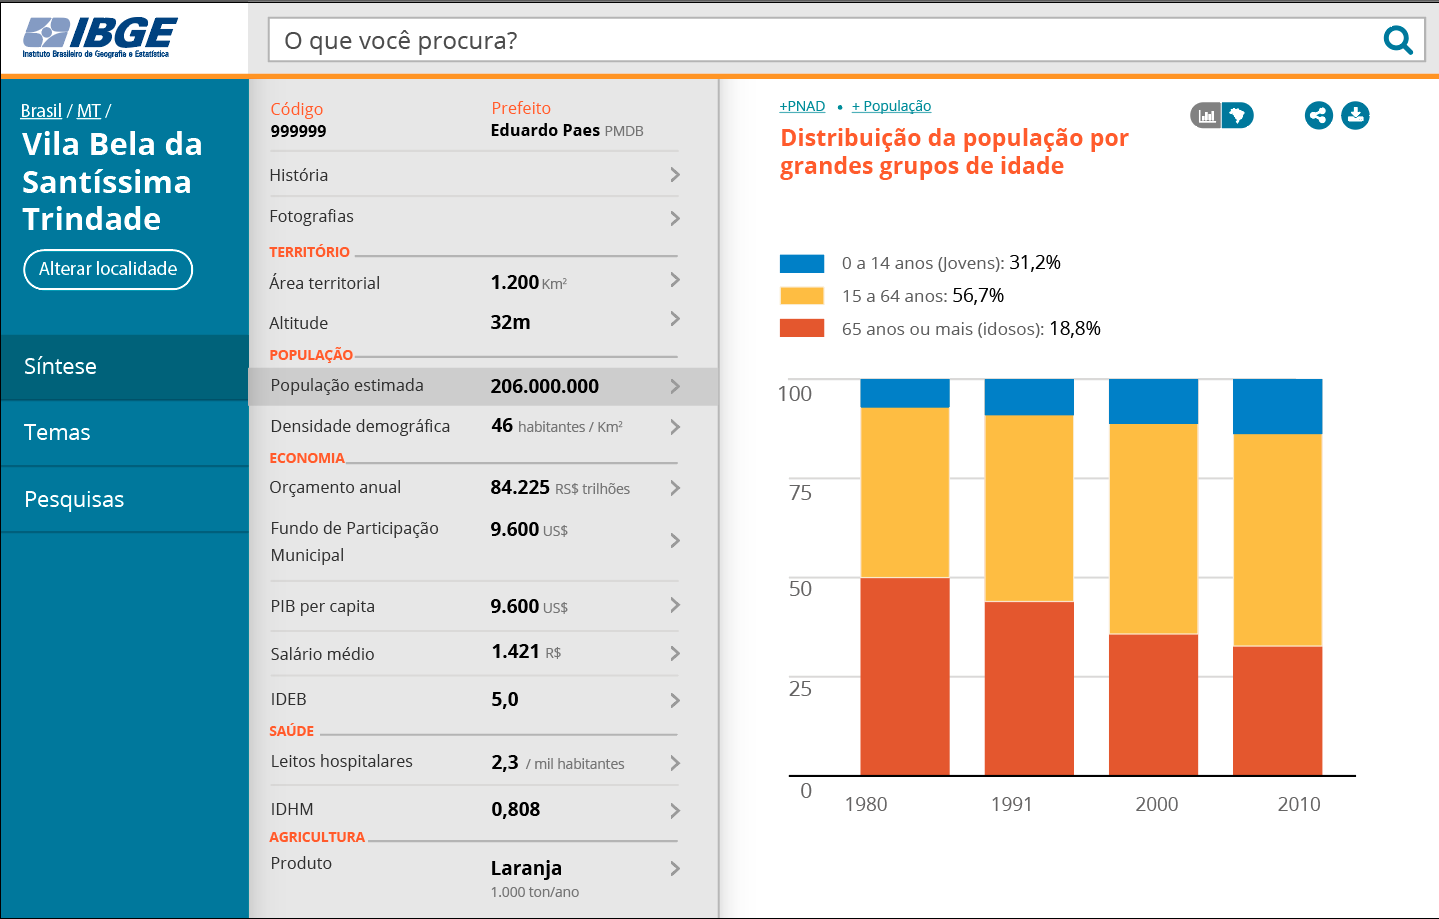 IBGE
Instituto Brasileiro de Geografia e Estatística
O que você procura?
Brasil / MT /
Vila Bela da
Santíssima
Trindade
Alterar localidade
Síntese
Temas
Pesquisas
Código
999999
Prefeito
Eduardo Paes PMDB
História
Fotografias
TERRITÓRIO
Área territorial 1.200 Km²
Altitude 32m
POPULAÇÃO
População estimada 206.000.000
Densidade demográfica 46 habitantes / Km²
ECONOMIA
Orçamento anual 84.225 RS$ trilhões
Fundo de Participação 9.600 US$
Municipal
PIB per capita 9.600 US$
Salário médio 1.421 R$
IDEB 5,0
SAÚDE
Leitos hospitalares 2,3 / mil habitantes
IDHM 0,808
AGRICULTURA
Produto Laranja
1.000 ton/ano
+PNAD • + População
Distribuição da população por
grandes grupos de idade
0 a 14 anos (Jovens): 31,2%
15 a 64 anos: 56,7%
65 anos ou mais (idosos): 18,8%
100
75
50
25
0
1980 1991 2000 2010